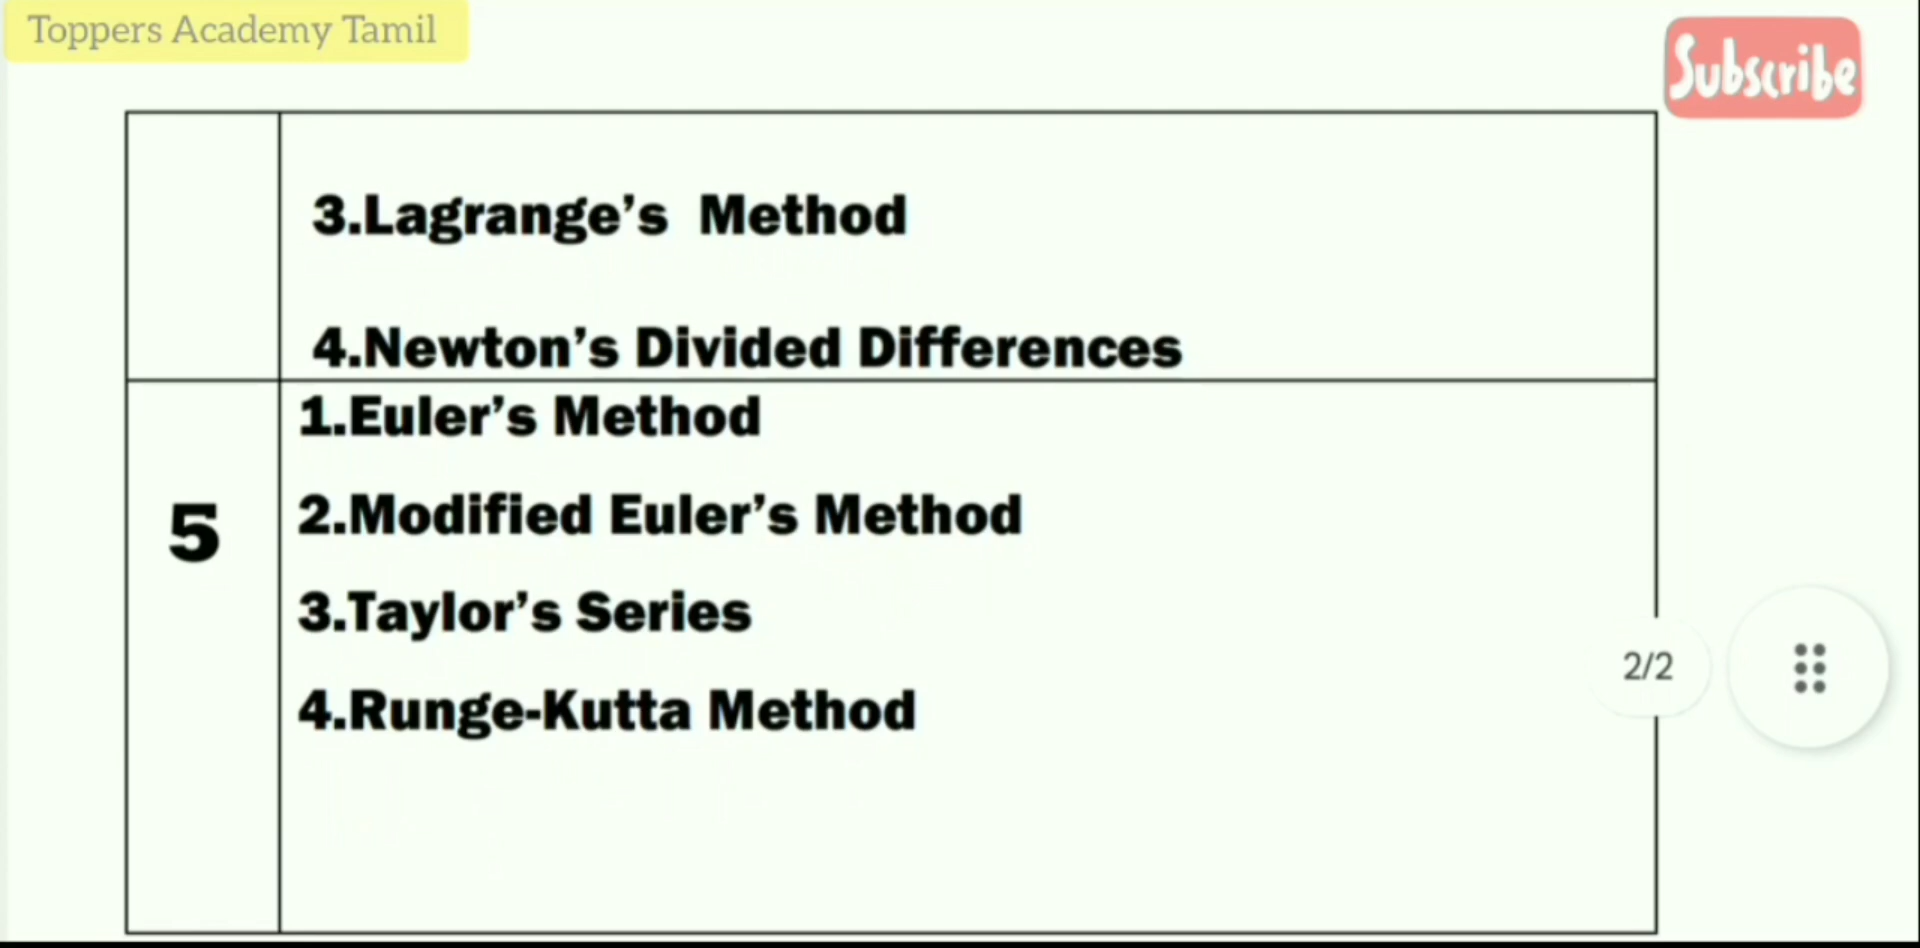 Toppers Academy Tamil
Subscribe
3.Lagrange’s Method
4.Newton’s Divided Differences
1.Euler’s Method
5
2.Modified Euler’s Method
3.Taylor’s Series
2/2
4.Runge-Kutta Method